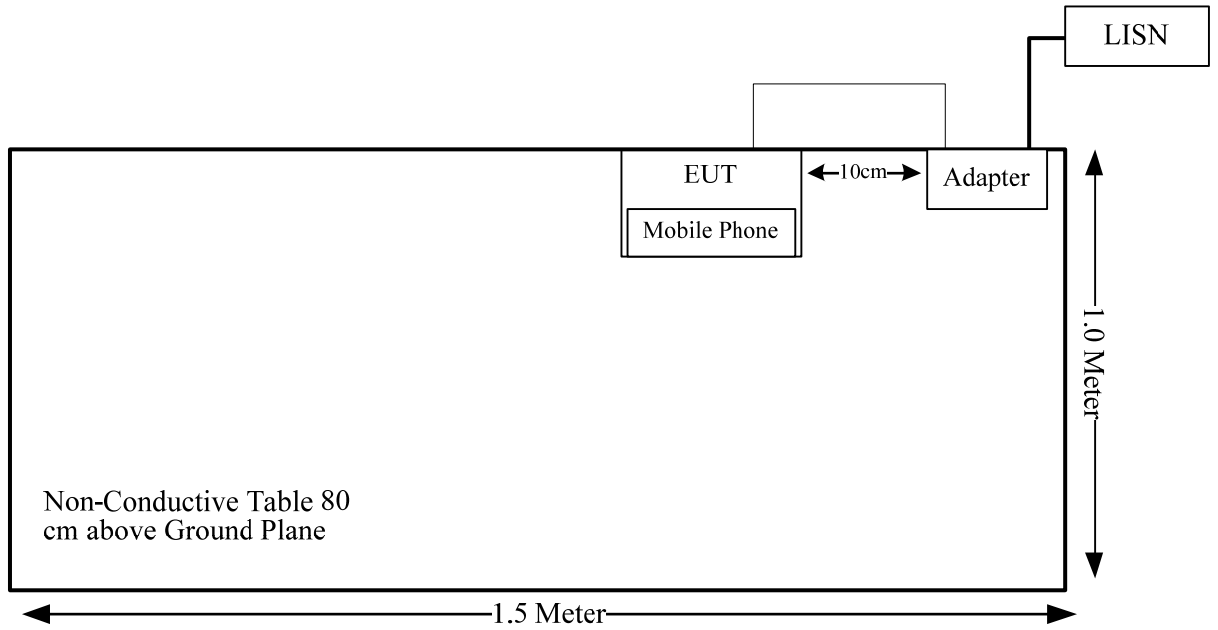 LISN
EUT
10cm
Adapter
Mobile Phone
1.0 Meter
Non-Conductive Table 80
cm above Ground Plane
1.5 Meter